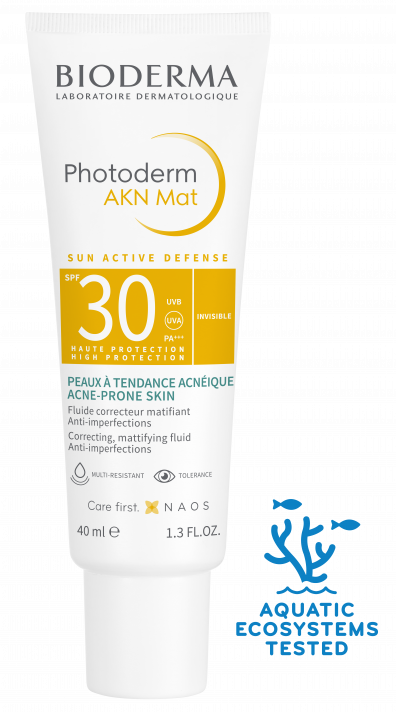 BIODERMA
LABORATOIRE DERMATOLOGIQUE
Photoderm
AKN Mat
SUN ACTIVE DEFENSE
SPF
30
UVB
UVA
PA+++
INVISIBLE
HAUTE PROTECTION
HIGH PROTECTION
PEAUX À TENDANCE ACNÉIQUE
ACNE-PRONE SKIN
Fluide correcteur matifiant
Anti-imperfections
Correcting, mattifying fluid
Anti-imperfections
MULTI-RESISTANT
TOLERANCE
Care first. NAOS
40 ml ℮ 1.3 FL.OZ.
AQUATIC
ECOSYSTEMS
TESTED